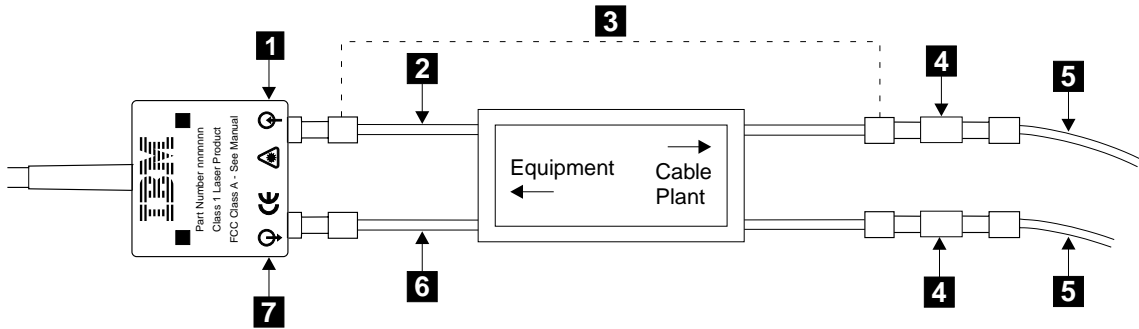 3
1
2
4
5
IBM
Part Number nnnnnnn
Class 1 Laser Product
FCC Class A - See Manual
CE
Equipment
Cable
Plant
7
6
4
5